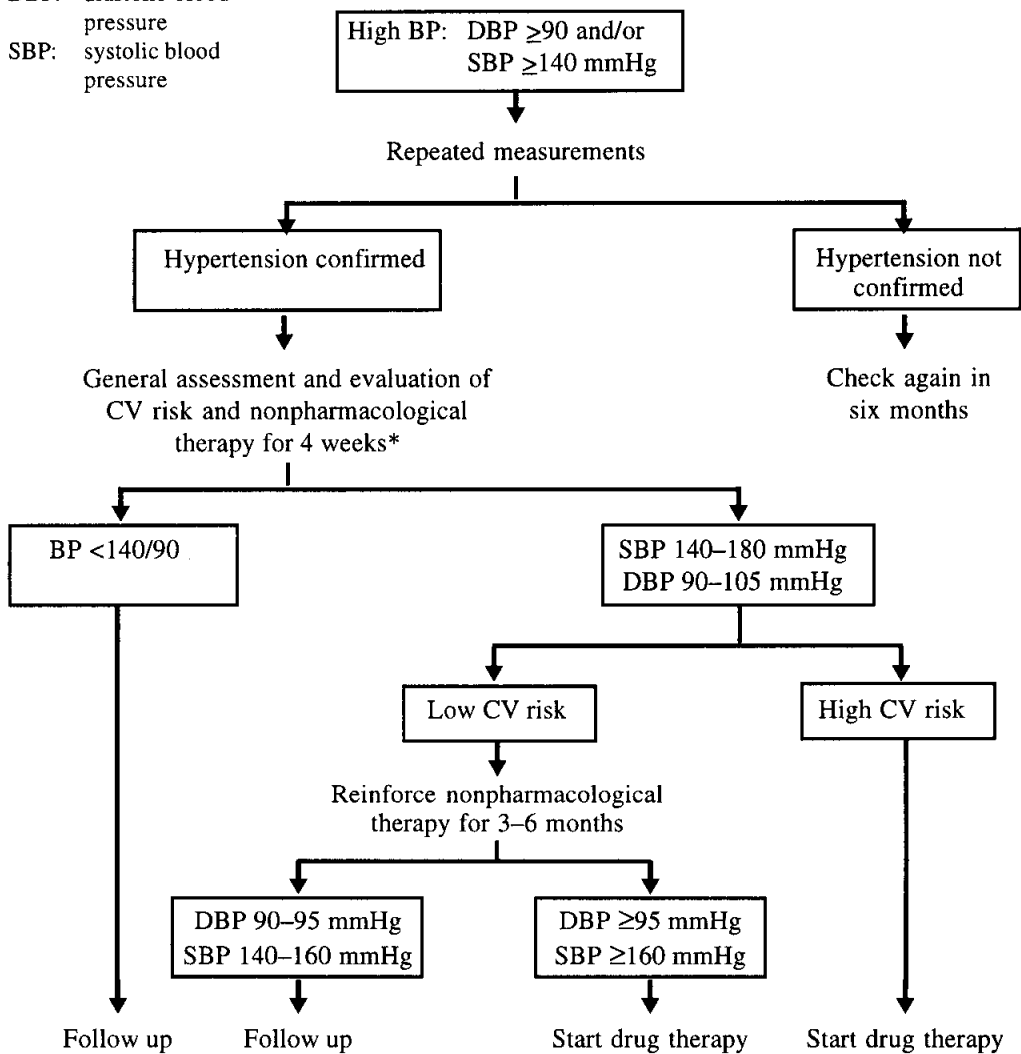 pressure
SBP: systolic blood
pressure
High BP: DBP ≥90 and/or
SBP ≥140 mmHg
Repeated measurements
Hypertension confirmed
Hypertension not
confirmed
General assessment and evaluation of
CV risk and nonpharmacological
therapy for 4 weeks*
Check again in
six months
BP <140/90
SBP 140–180 mmHg
DBP 90–105 mmHg
Low CV risk
High CV risk
Reinforce nonpharmacological
therapy for 3–6 months
DBP 90–95 mmHg
SBP 140–160 mmHg
DBP ≥95 mmHg
SBP ≥160 mmHg
Follow up
Follow up
Start drug therapy
Start drug therapy